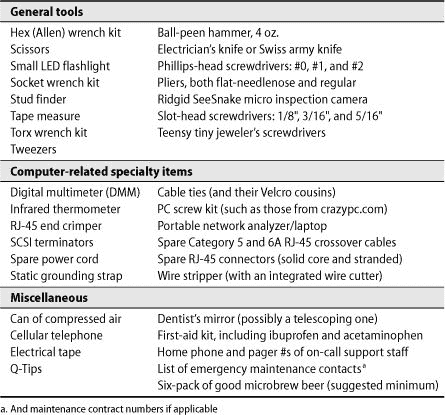 General tools
Hex (Allen) wrench kit Ball-peen hammer, 4 oz.
Scissors Electrician’s knife or Swiss army knife
Small LED flashlight Phillips-head screwdrivers: #0, #1, and #2
Socket wrench kit Pliers, both flat-needlenose and regular
Stud finder Ridgid SeeSnake micro inspection camera
Tape measure Slot-head screwdrivers: 1/8", 3/16", and 5/16"
Torx wrench kit Teensy tiny jeweler’s screwdrivers
Tweezers
Computer-related specialty items
Digital multimeter (DMM) Cable ties (and their Velcro cousins)
Infrared thermometer PC screw kit (such as those from crazypc.com)
RJ-45 end crimper Portable network analyzer/laptop
SCSI terminators Spare Category 5 and 6A RJ-45 crossover cables
Spare power cord Spare RJ-45 connectors (solid core and stranded)
Static grounding strap Wire stripper (with an integrated wire cutter)
Miscellaneous
Can of compressed air Dentist’s mirror (possibly a telescoping one)
Cellular telephone First-aid kit, including ibuprofen and acetaminophen
Electrical tape Home phone and pager #s of on-call support staff
Q-Tips List of emergency maintenance contacts a
Six-pack of good microbrew beer (suggested minimum)
a. And maintenance contract numbers if applicable